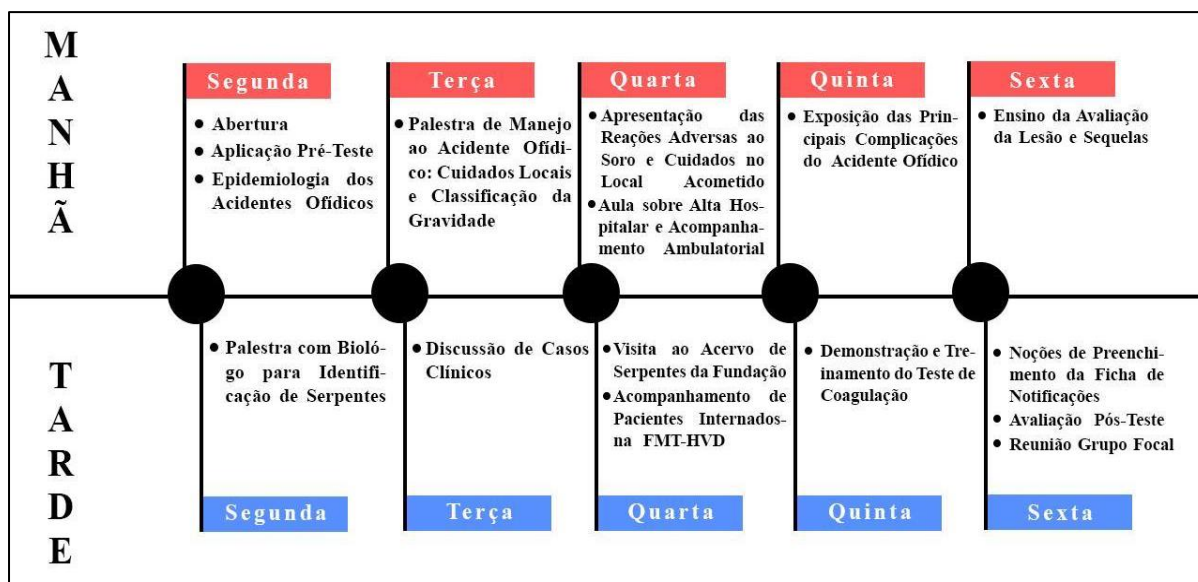 MANHÃ
Segunda
● Abertura
● Aplicação Pré-Teste
● Epidemiologia dos
Acidentes Ofídicos
Terça
● Palestra de Manejo
ao Acidente Ofídi-
co: Cuidados Locais
e Classificação da
Gravidade
Quarta
● Apresentação das
Reações Adversas ao
Soro e Cuidados no
Local Acometido
● Aula sobre Alta Hos-
pitalar e Acompanha-
mento Ambulatorial
Quinta
● Exposição das Prin-
cipais Complicações
do Acidente Ofídico
Sexta
● Ensino da Avaliação
da Lesão e Sequelas
TARDE
● Palestra com Bioló-
go para Identifi-
cação de Serpentes
Segunda
● Discussão de Casos
Clínicos
Terça
● Visita ao Acervo de
Serpentes da Fundação
● Acompanhamento de
Pacientes Internados-
na FMT-HVD
Quarta
● Demonstração e Tre-
inamento do Teste de
Coagulação
Quinta
● Noções de Preenchi-
mento da Ficha de
Notificações
● Avaliação Pós-Teste
● Reunião Grupo Focal
Sexta